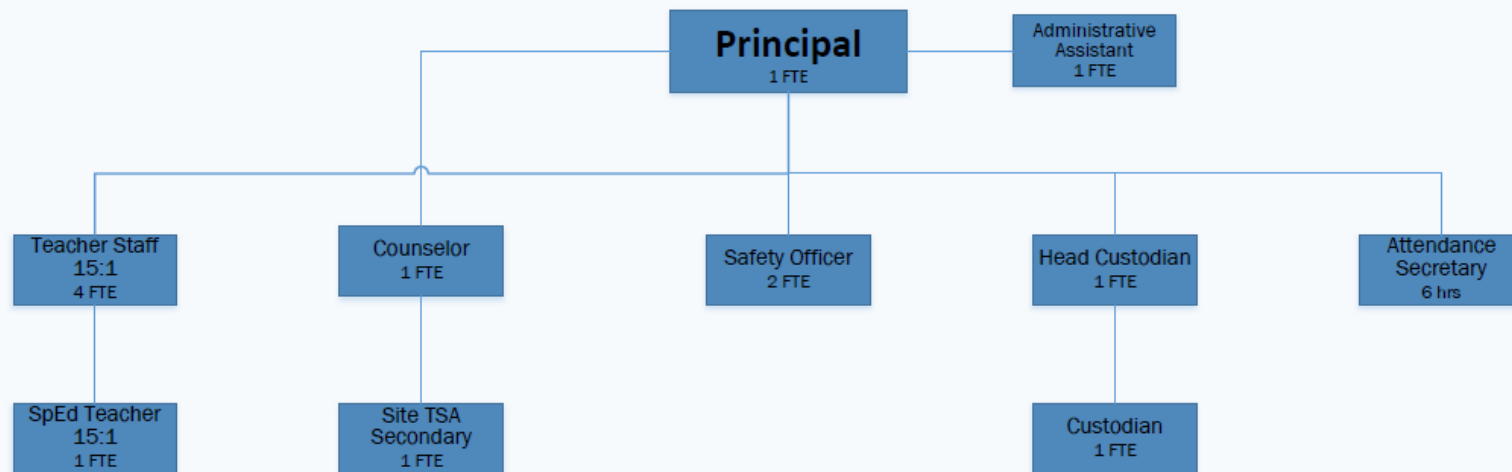 Principal
1 FTE
Administrative
Assistant
1 FTE
Teacher Staff
15:1
4 FTE
Counselor
1 FTE
Safety Officer
2 FTE
Head Custodian
1 FTE
Attendance
Secretary
6 hrs
SpEd Teacher
15:1
1 FTE
Site TSA
Secondary
1 FTE
Custodian
1 FTE